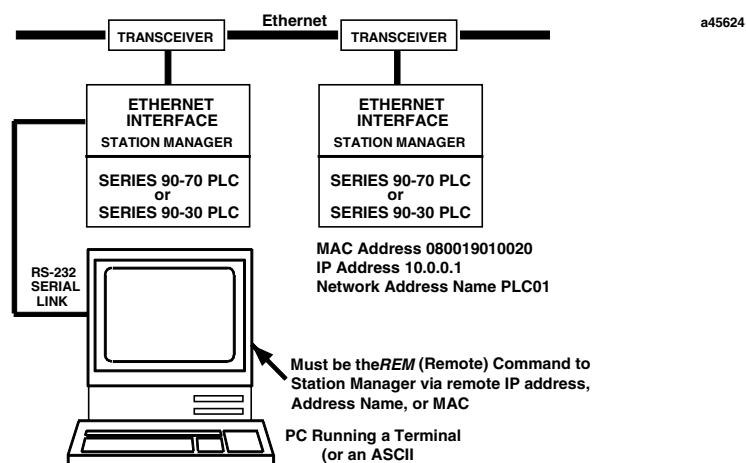 Ethernet
a45624
TRANSCEIVER
TRANSCEIVER
ETHERNET
INTERFACE
STATION MANAGER
SERIES 90-70 PLC
or
SERIES 90-30 PLC
ETHERNET
INTERFACE
STATION MANAGER
SERIES 90-70 PLC
or
SERIES 90-30 PLC
MAC Address 080019010020
IP Address 10.0.0.1
Network Address Name PLC01
RS-232
SERIAL
LINK
Must be theREM (Remote) Command to
Station Manager via remote IP address,
Address Name, or MAC
PC Running a Terminal
(or an ASCII